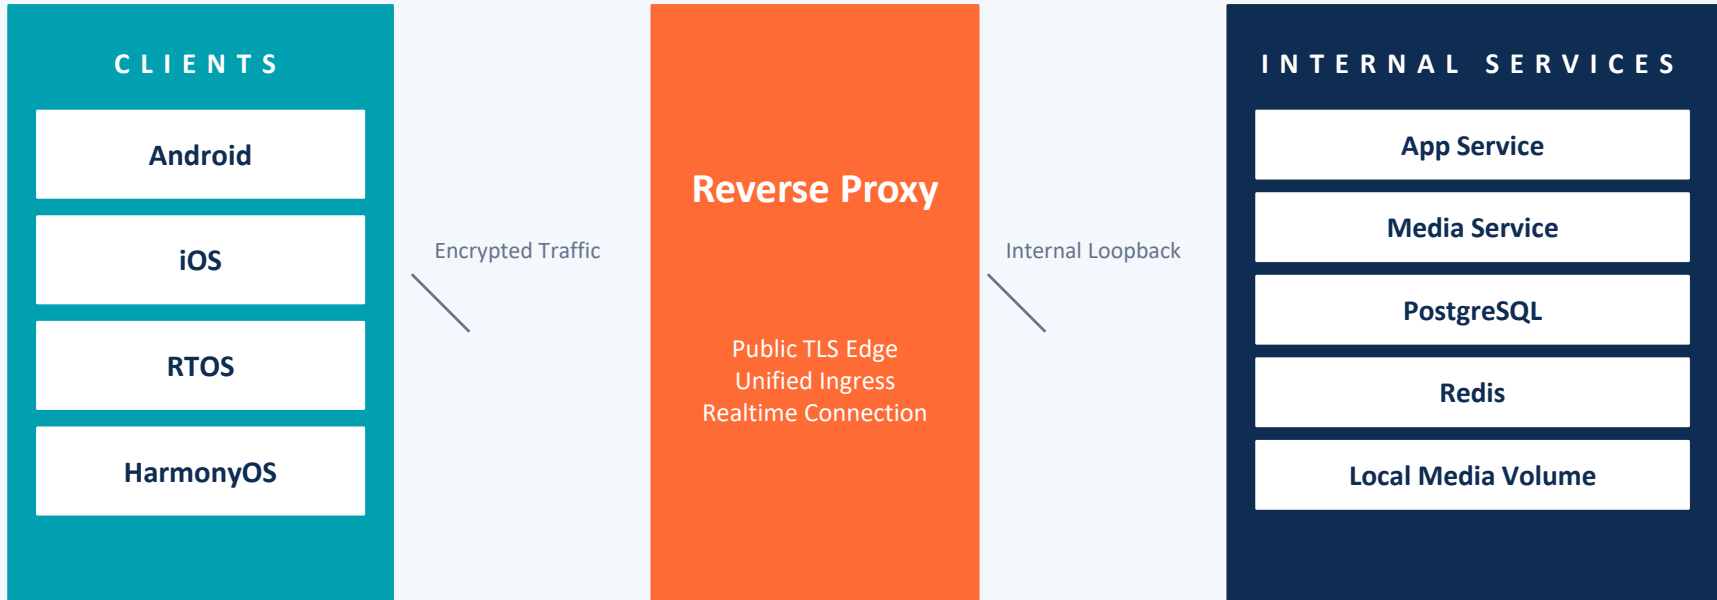 CLIENTS
Android
iOS
RTOS
HarmonyOS
Encrypted Traffic
Reverse Proxy
Public TLS Edge
Unified Ingress
Realtime Connection
Internal Loopback
INTERNAL SERVICES
App Service
Media Service
PostgreSQL
Redis
Local Media Volume